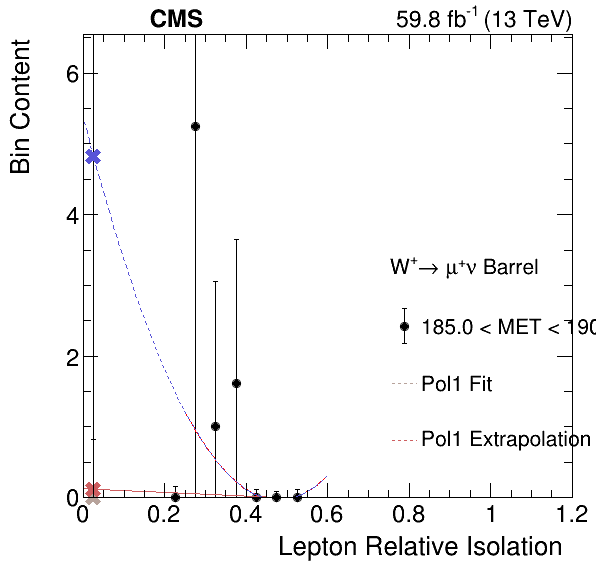 CMS
59.8 fb⁻¹ (13 TeV)
Bin Content
6
4
2
0
W⁺→ μ⁺ν Barrel
185.0 < MET < 190
Pol1 Fit
Pol1 Extrapolation
0 0.2 0.4 0.6 0.8 1 1.2
Lepton Relative Isolation